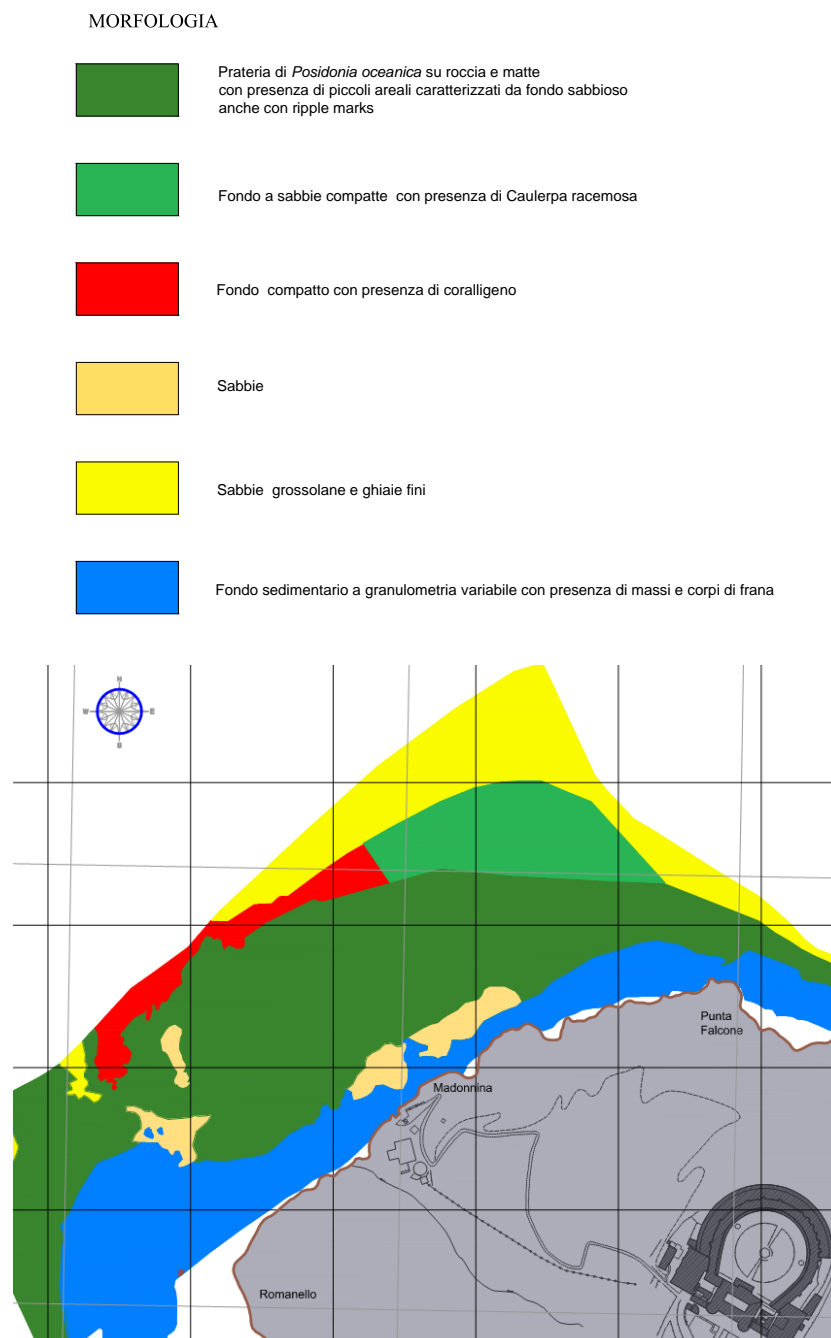 MORFOLOGIA
Prateria di Posidonia oceanica su roccia e matte
con presenza di piccoli areali caratterizzati da fondo sabbioso
anche con ripple marks
Fondo a sabbie compatte con presenza di Caulerpa racemosa
Fondo compatto con presenza di coralligeno
Sabbie
Sabbie grossolane e ghiaie fini
Fondo sedimentario a granulometria variabile con presenza di massi e corpi di frana
N
W E
S
Punta
Falcone
Madonnina
Romanello